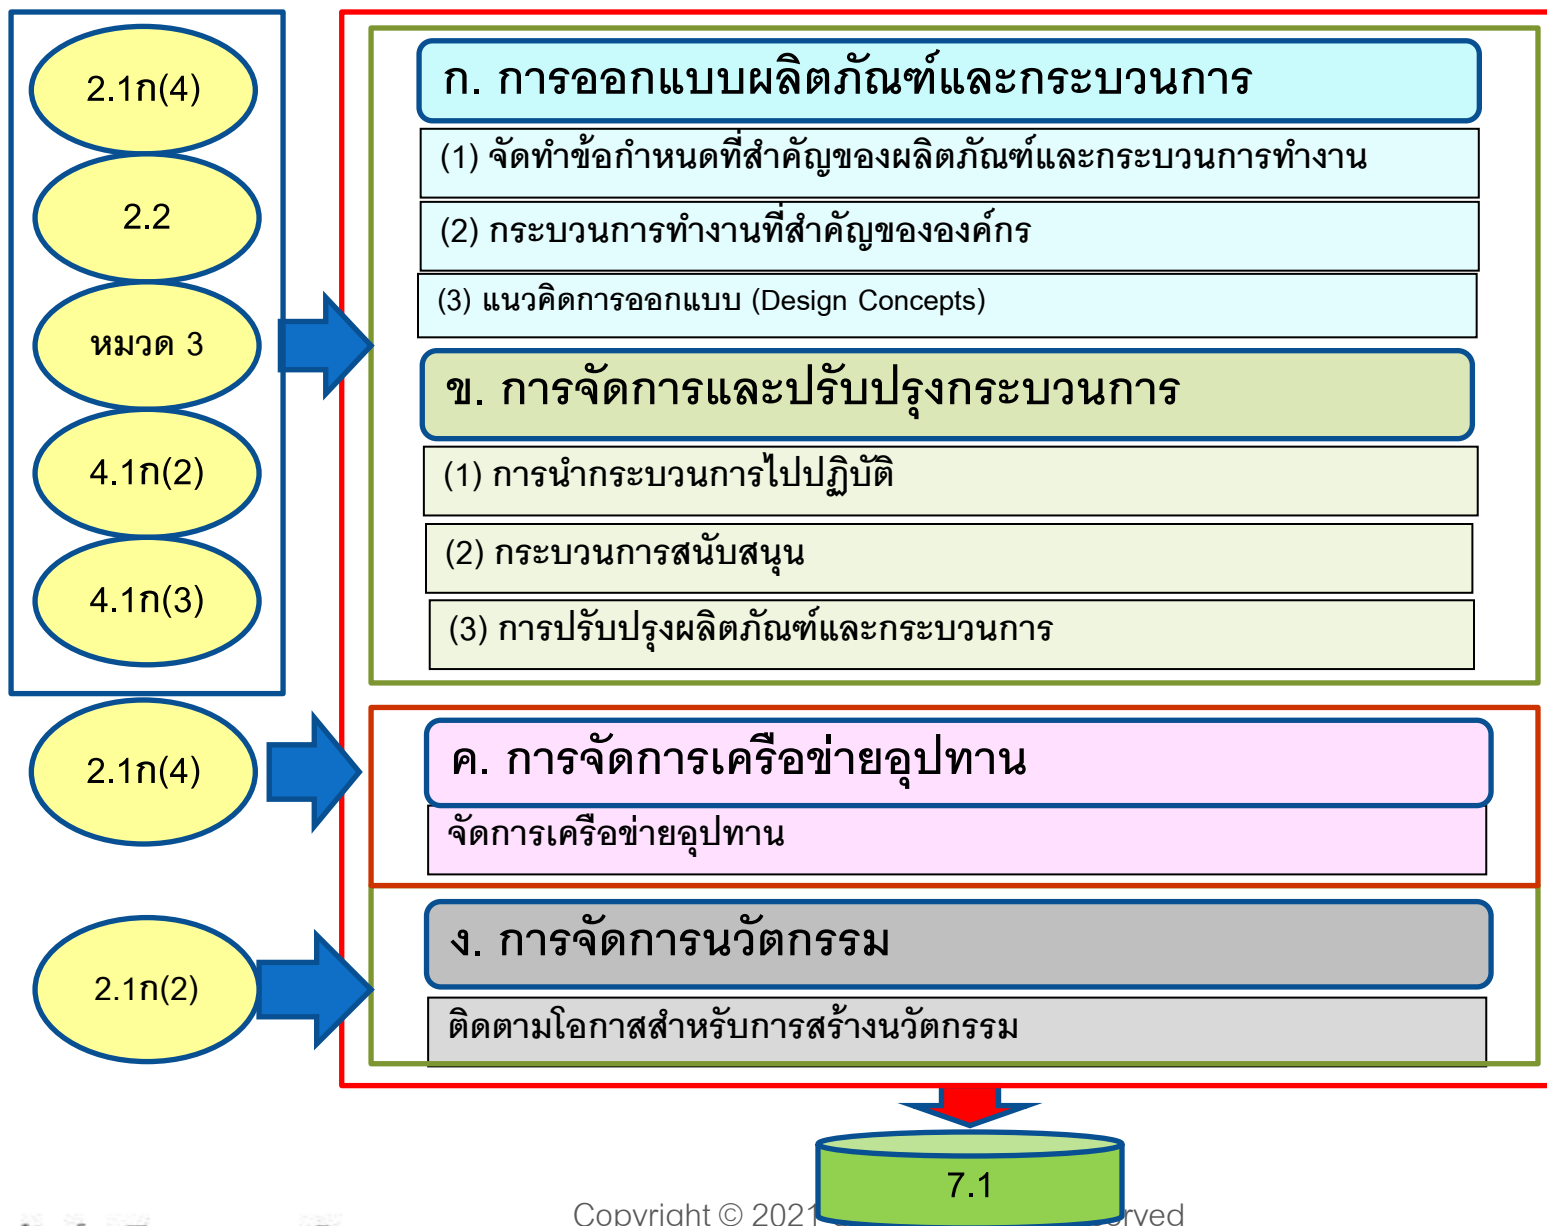 2.1ก(4)
2.2
หมวด 3
4.1ก(2)
4.1ก(3)
ก. การออกแบบผลิตภัณฑ์และกระบวนการ
(1) จัดทำข้อกำหนดที่สำคัญของผลิตภัณฑ์และกระบวนการทำงาน
(2) กระบวนการทำงานที่สำคัญขององค์กร
(3) แนวคิดการออกแบบ (Design Concepts)
ข. การจัดการและปรับปรุงกระบวนการ
(1) การนำกระบวนการไปปฏิบัติ
(2) กระบวนการสนับสนุน
(3) การปรับปรุงผลิตภัณฑ์และกระบวนการ
2.1ก(4)
ค. การจัดการเครือข่ายอุปทาน
จัดการเครือข่ายอุปทาน
2.1ก(2)
ง. การจัดการนวัตกรรม
ติดตามโอกาสสำหรับการสร้างนวัตกรรม
7.1
Copyright © 2021